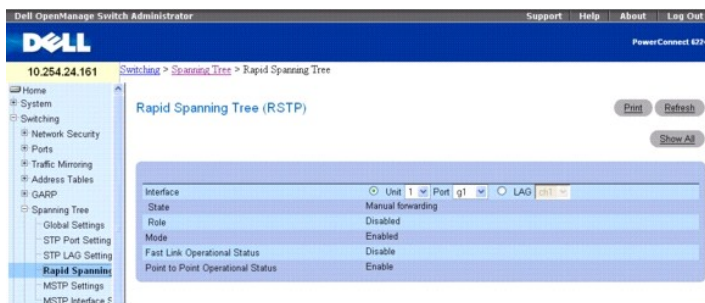 Dell OpenManage Switch Administrator
Support Help About Log Out
DELL
PowerConnect 622
10.254.24.161
Switching > Spanning Tree > Rapid Spanning Tree
Home
System
Switching
Network Security
Ports
Traffic Mirroring
Address Tables
GARP
Spanning Tree
Global Settings
STP Port Setting
STP LAG Setting
Rapid Spanning
MSTP Settings
MSTP Interface S
Rapid Spanning Tree (RSTP)
Print Refresh
Show All
Interface Unit 1 Port g1 LAG ch1
State Manual forwarding
Role Disabled
Mode Enabled
Fast Link Operational Status Disable
Point to Point Operational Status Enable